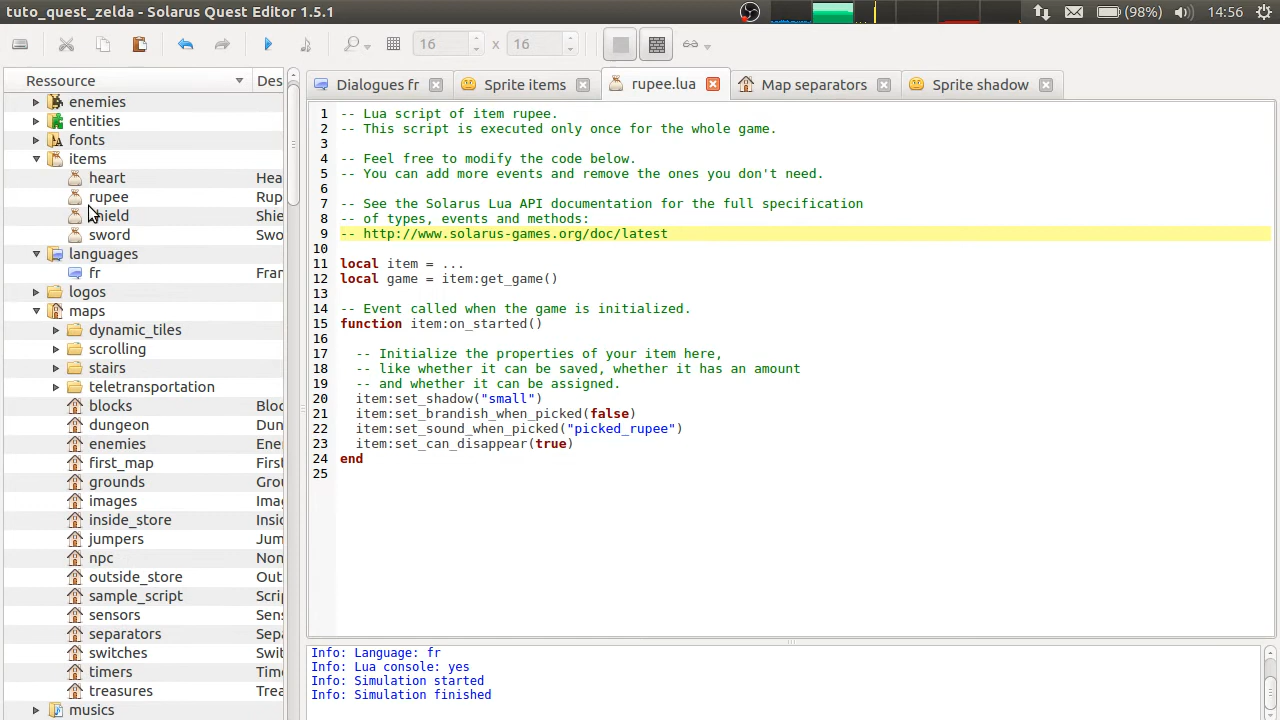 tuto_quest_zelda - Solarus Quest Editor 1.5.1
(98%)
14:56
16 x 16
Ressource
Des
enemies
entities
fonts
items
heart Hea
rupee Rup
shield Shie
sword Swo
languages
fr Fran
logos
maps
dynamic_tiles
scrolling
stairs
teletransportation
blocks Bloc
dungeon Dun
enemies Ene
first_map First
grounds Grou
images Ima
inside_store Insid
jumpers Jum
npc Non
outside_store Out
sample_script Scrip
sensors Sens
separators Sepa
switches Swit
timers Time
treasures Trea
musics
Dialogues fr
Sprite items
rupee.lua
Map separators
Sprite shadow
1 -- Lua script of item rupee.
2 -- This script is executed only once for the whole game.
3
4 -- Feel free to modify the code below.
5 -- You can add more events and remove the ones you don't need.
6
7 -- See the Solarus Lua API documentation for the full specification
8 -- of types, events and methods:
9 -- http://www.solarus-games.org/doc/latest
10
11 local item = ...
12 local game = item:get_game()
13
14 -- Event called when the game is initialized.
15 function item:on_started()
16
17 -- Initialize the properties of your item here,
18 -- like whether it can be saved, whether it has an amount
19 -- and whether it can be assigned.
20 item:set_shadow("small")
21 item:set_brandish_when_picked(false)
22 item:set_sound_when_picked("picked_rupee")
23 item:set_can_disappear(true)
24 end
25
Info: Language: fr
Info: Lua console: yes
Info: Simulation started
Info: Simulation finished